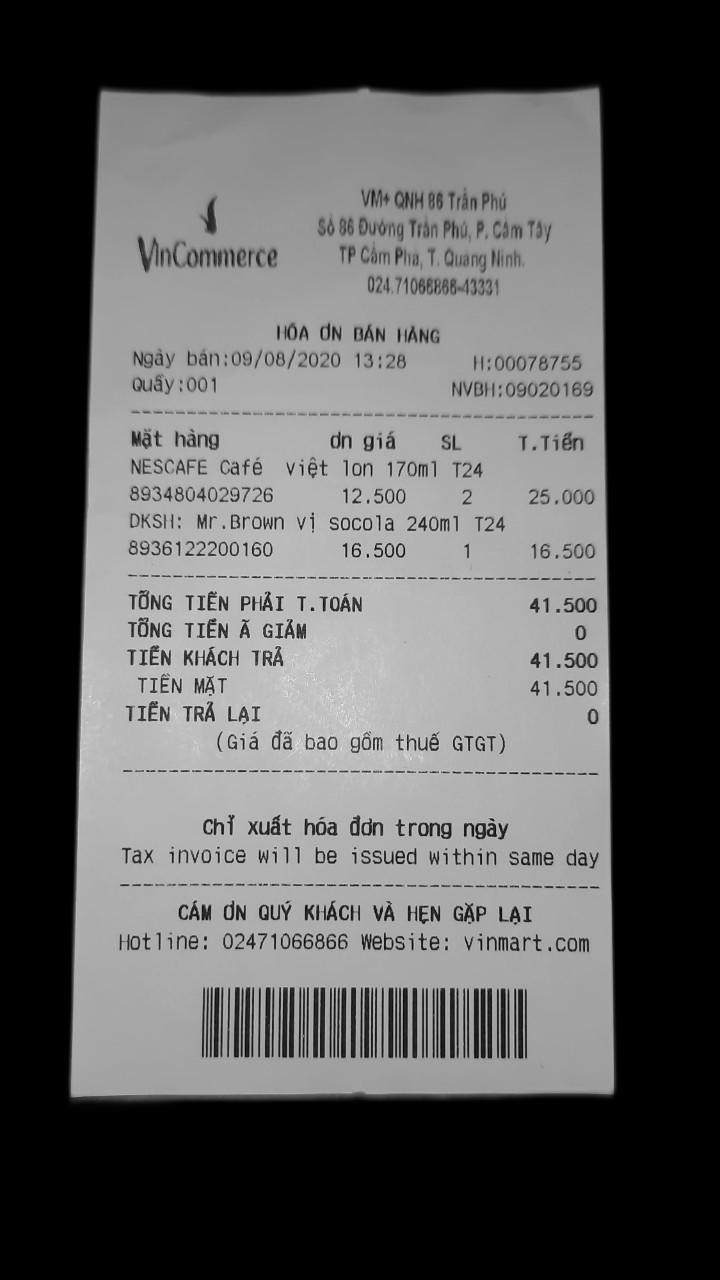 VinCommerce
VM+ QNH 86 Trần Phú
Số 86 Đường Trần Phú, P. Cẩm Tây
TP Cẩm Phả, T. Quảng Ninh.
024.71066866-43331
HÓA ƠN BÁN HÀNG
Ngày bán:09/08/2020 13:28 H:00078755
Quầy:001 NVBH:09020169
Mặt hàng ơn giá SL T.Tiền
NESCAFE Café việt lon 170ml T24
8934804029726 12.500 2 25.000
DKSH: Mr.Brown vị socola 240ml T24
8936122200160 16.500 1 16.500
TỔNG TIỀN PHẢI T.TOÁN 41.500
TỔNG TIỀN Ã GIẢM 0
TIỀN KHÁCH TRẢ 41.500
TIỀN MẶT 41.500
TIỀN TRẢ LẠI 0
(Giá đã bao gồm thuế GTGT)
Chỉ xuất hóa đơn trong ngày
Tax invoice will be issued within same day
CẢM ƠN QUÝ KHÁCH VÀ HẸN GẶP LẠI
Hotline: 02471066866 Website: vinmart.com